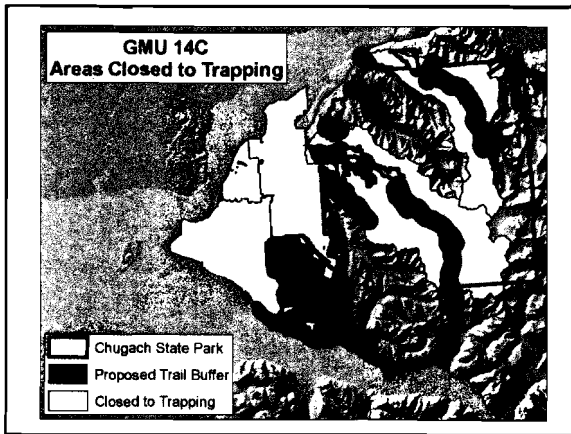 GMU 14C
Areas Closed to Trapping
Chugach State Park
Proposed Trail Buffer
Closed to Trapping